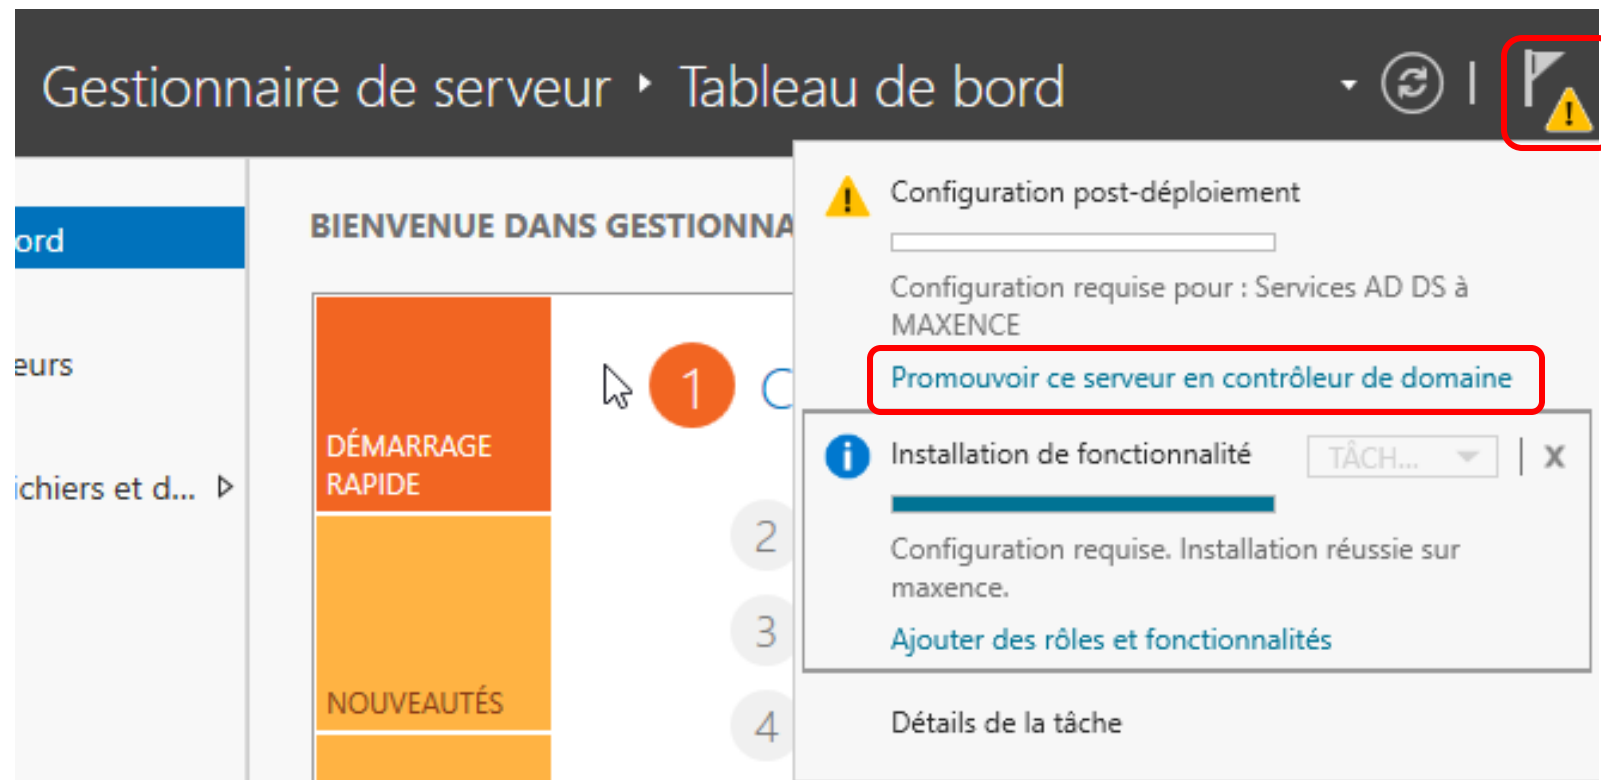 Gestionnaire de serveur ‣ Tableau de bord
Configuration post-déploiement
ord
BIENVENUE DANS GESTIONNA
Configuration requise pour : Services AD DS à
MAXENCE
eurs
1
C
Promouvoir ce serveur en contrôleur de domaine
DÉMARRAGE
RAPIDE
Installation de fonctionnalité
TÂCH...
X
ichiers et d...
2
Configuration requise. Installation réussie sur
maxence.
3
Ajouter des rôles et fonctionnalités
NOUVEAUTÉS
4
Détails de la tâche